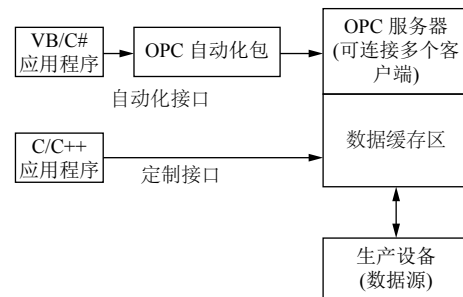 VB/C#
应用程序
OPC 自动化包
OPC 服务器
(可连接多个客
户端)
自动化接口
C/C++
应用程序
定制接口
数据缓存区
生产设备
(数据源)